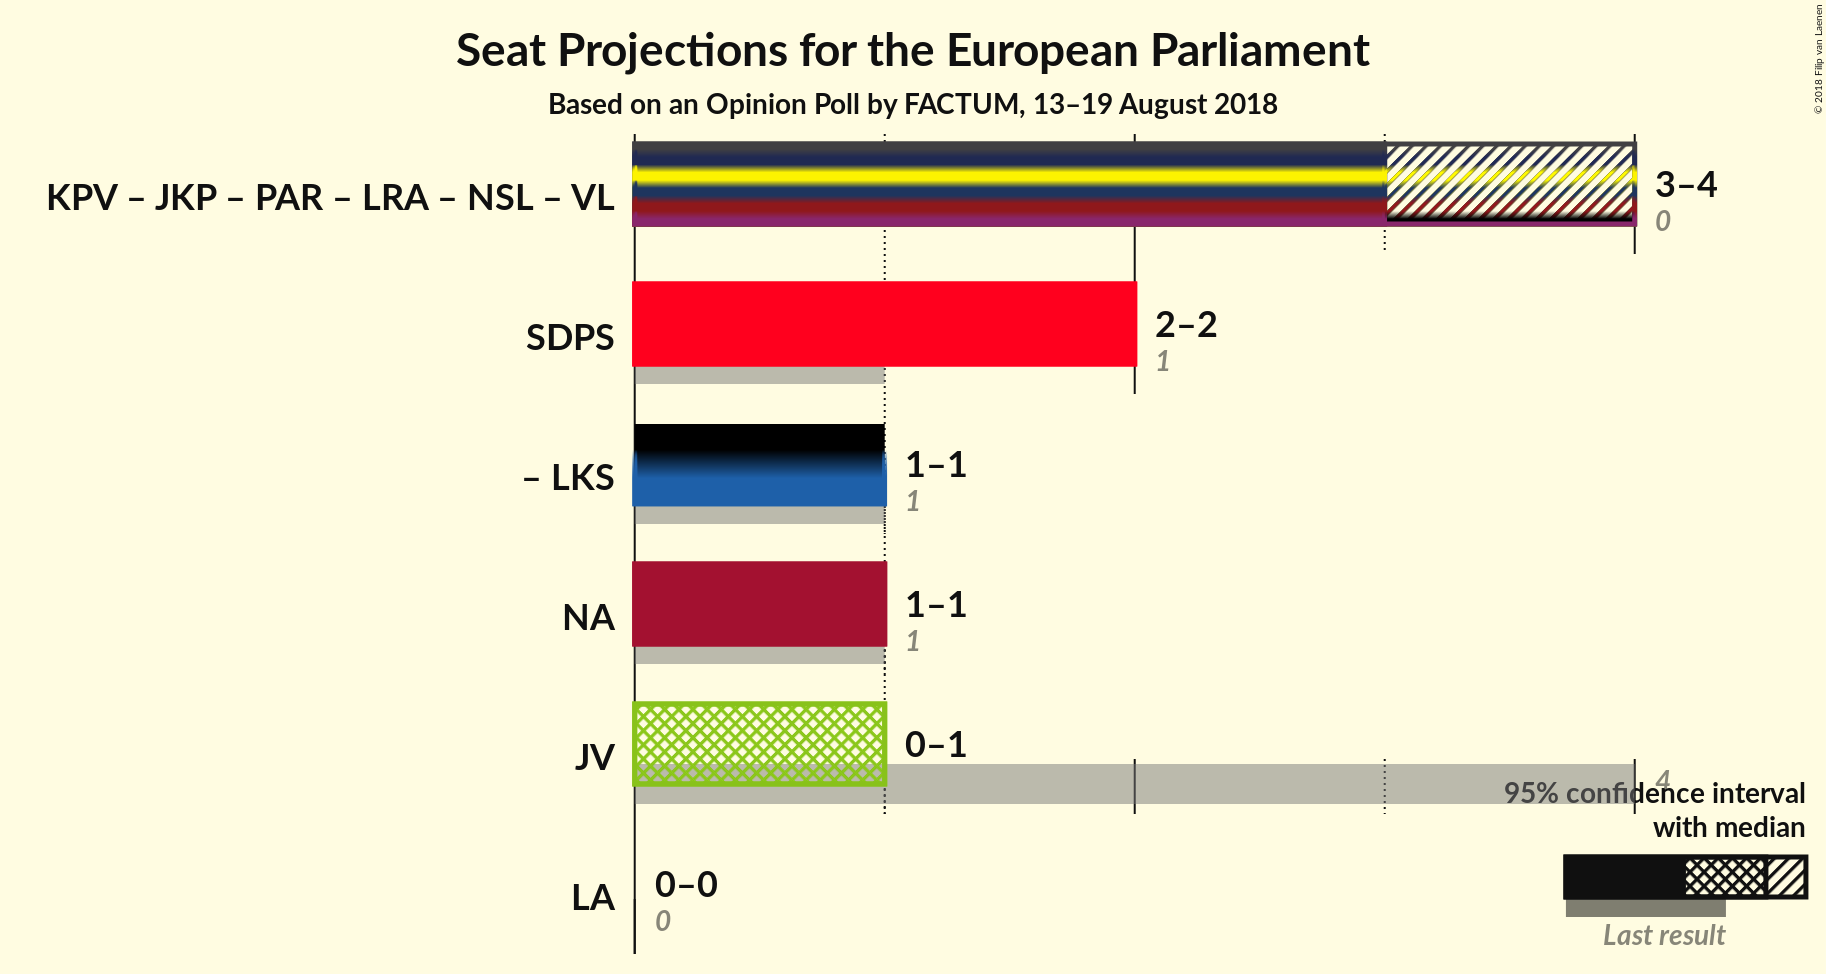 Seat Projections for the European Parliament
Based on an Opinion Poll by FACTUM, 13–19 August 2018
© 2018 Filip van Laenen
KPV – JKP – PAR – LRA – NSL – VL
3–4
0
SDPS
2–2
1
– LKS
1–1
1
NA
1–1
1
JV
0–1
4
95% confidence interval
with median
LA
0–0
0
Last result